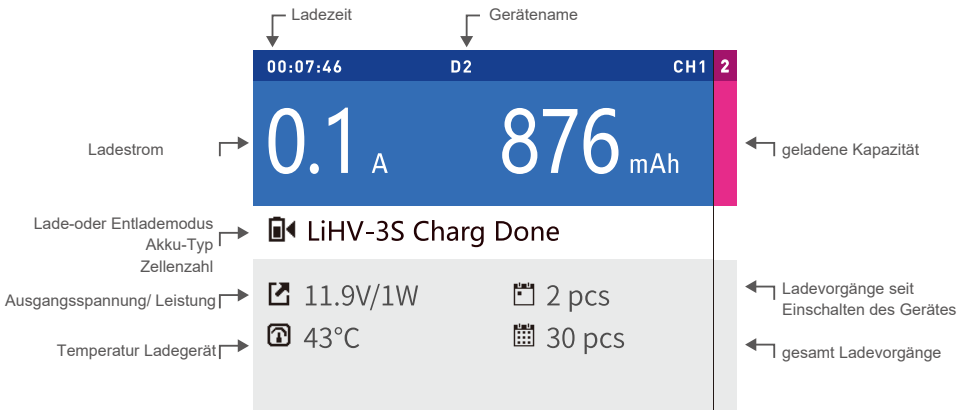 Ladezeit
Gerätename
00:07:46 D2 CH1 2
Ladestrom
0.1 A 876 mAh
geladene Kapazität
Lade-oder Entlademodus
Akku-Typ
Zellenzahl
LiHV-3S Charg Done
Ausgangsspannung/ Leistung
11.9V/1W 2 pcs
Ladevorgänge seit
Einschalten des Gerätes
Temperatur Ladegerät
43°C 30 pcs
gesamt Ladevorgänge